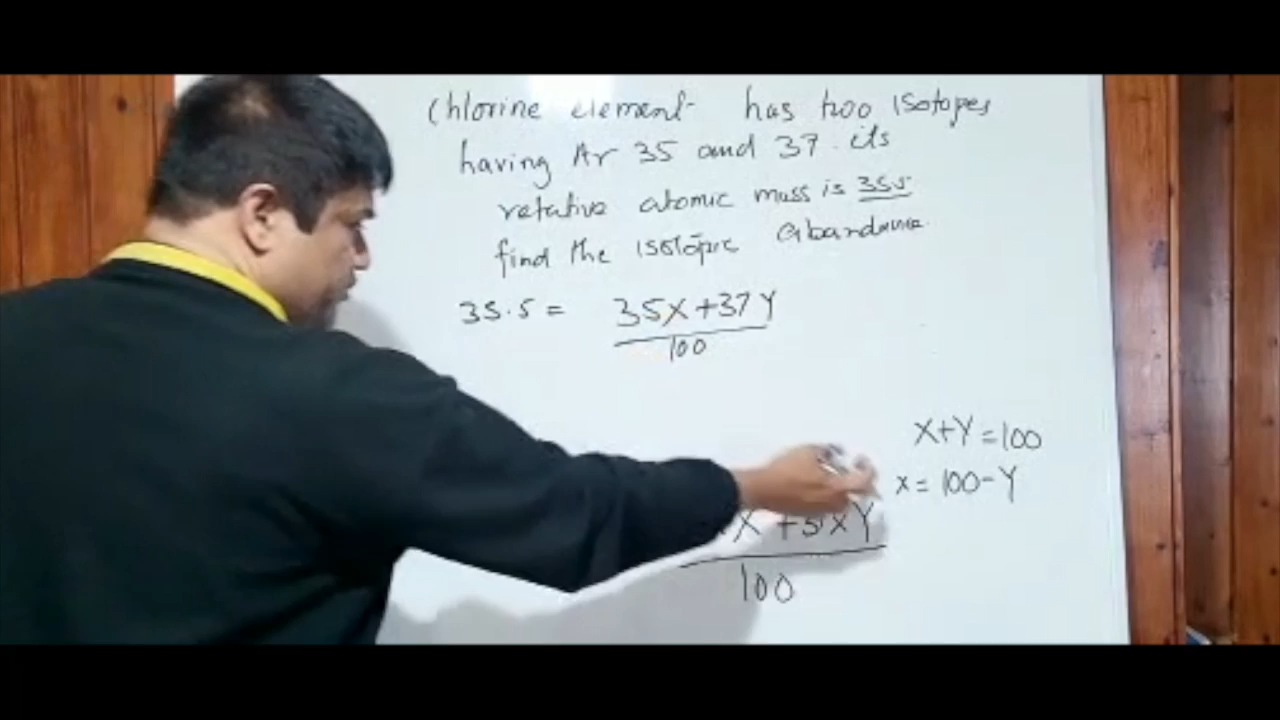 Chlorine element has two isotopes
having Ar 35 and 37. its
relative atomic mass is 35.5
find the isotopic abandance.
35.5 = 35X+37Y
100
X+Y=100
x = 100-Y
X + xY
100